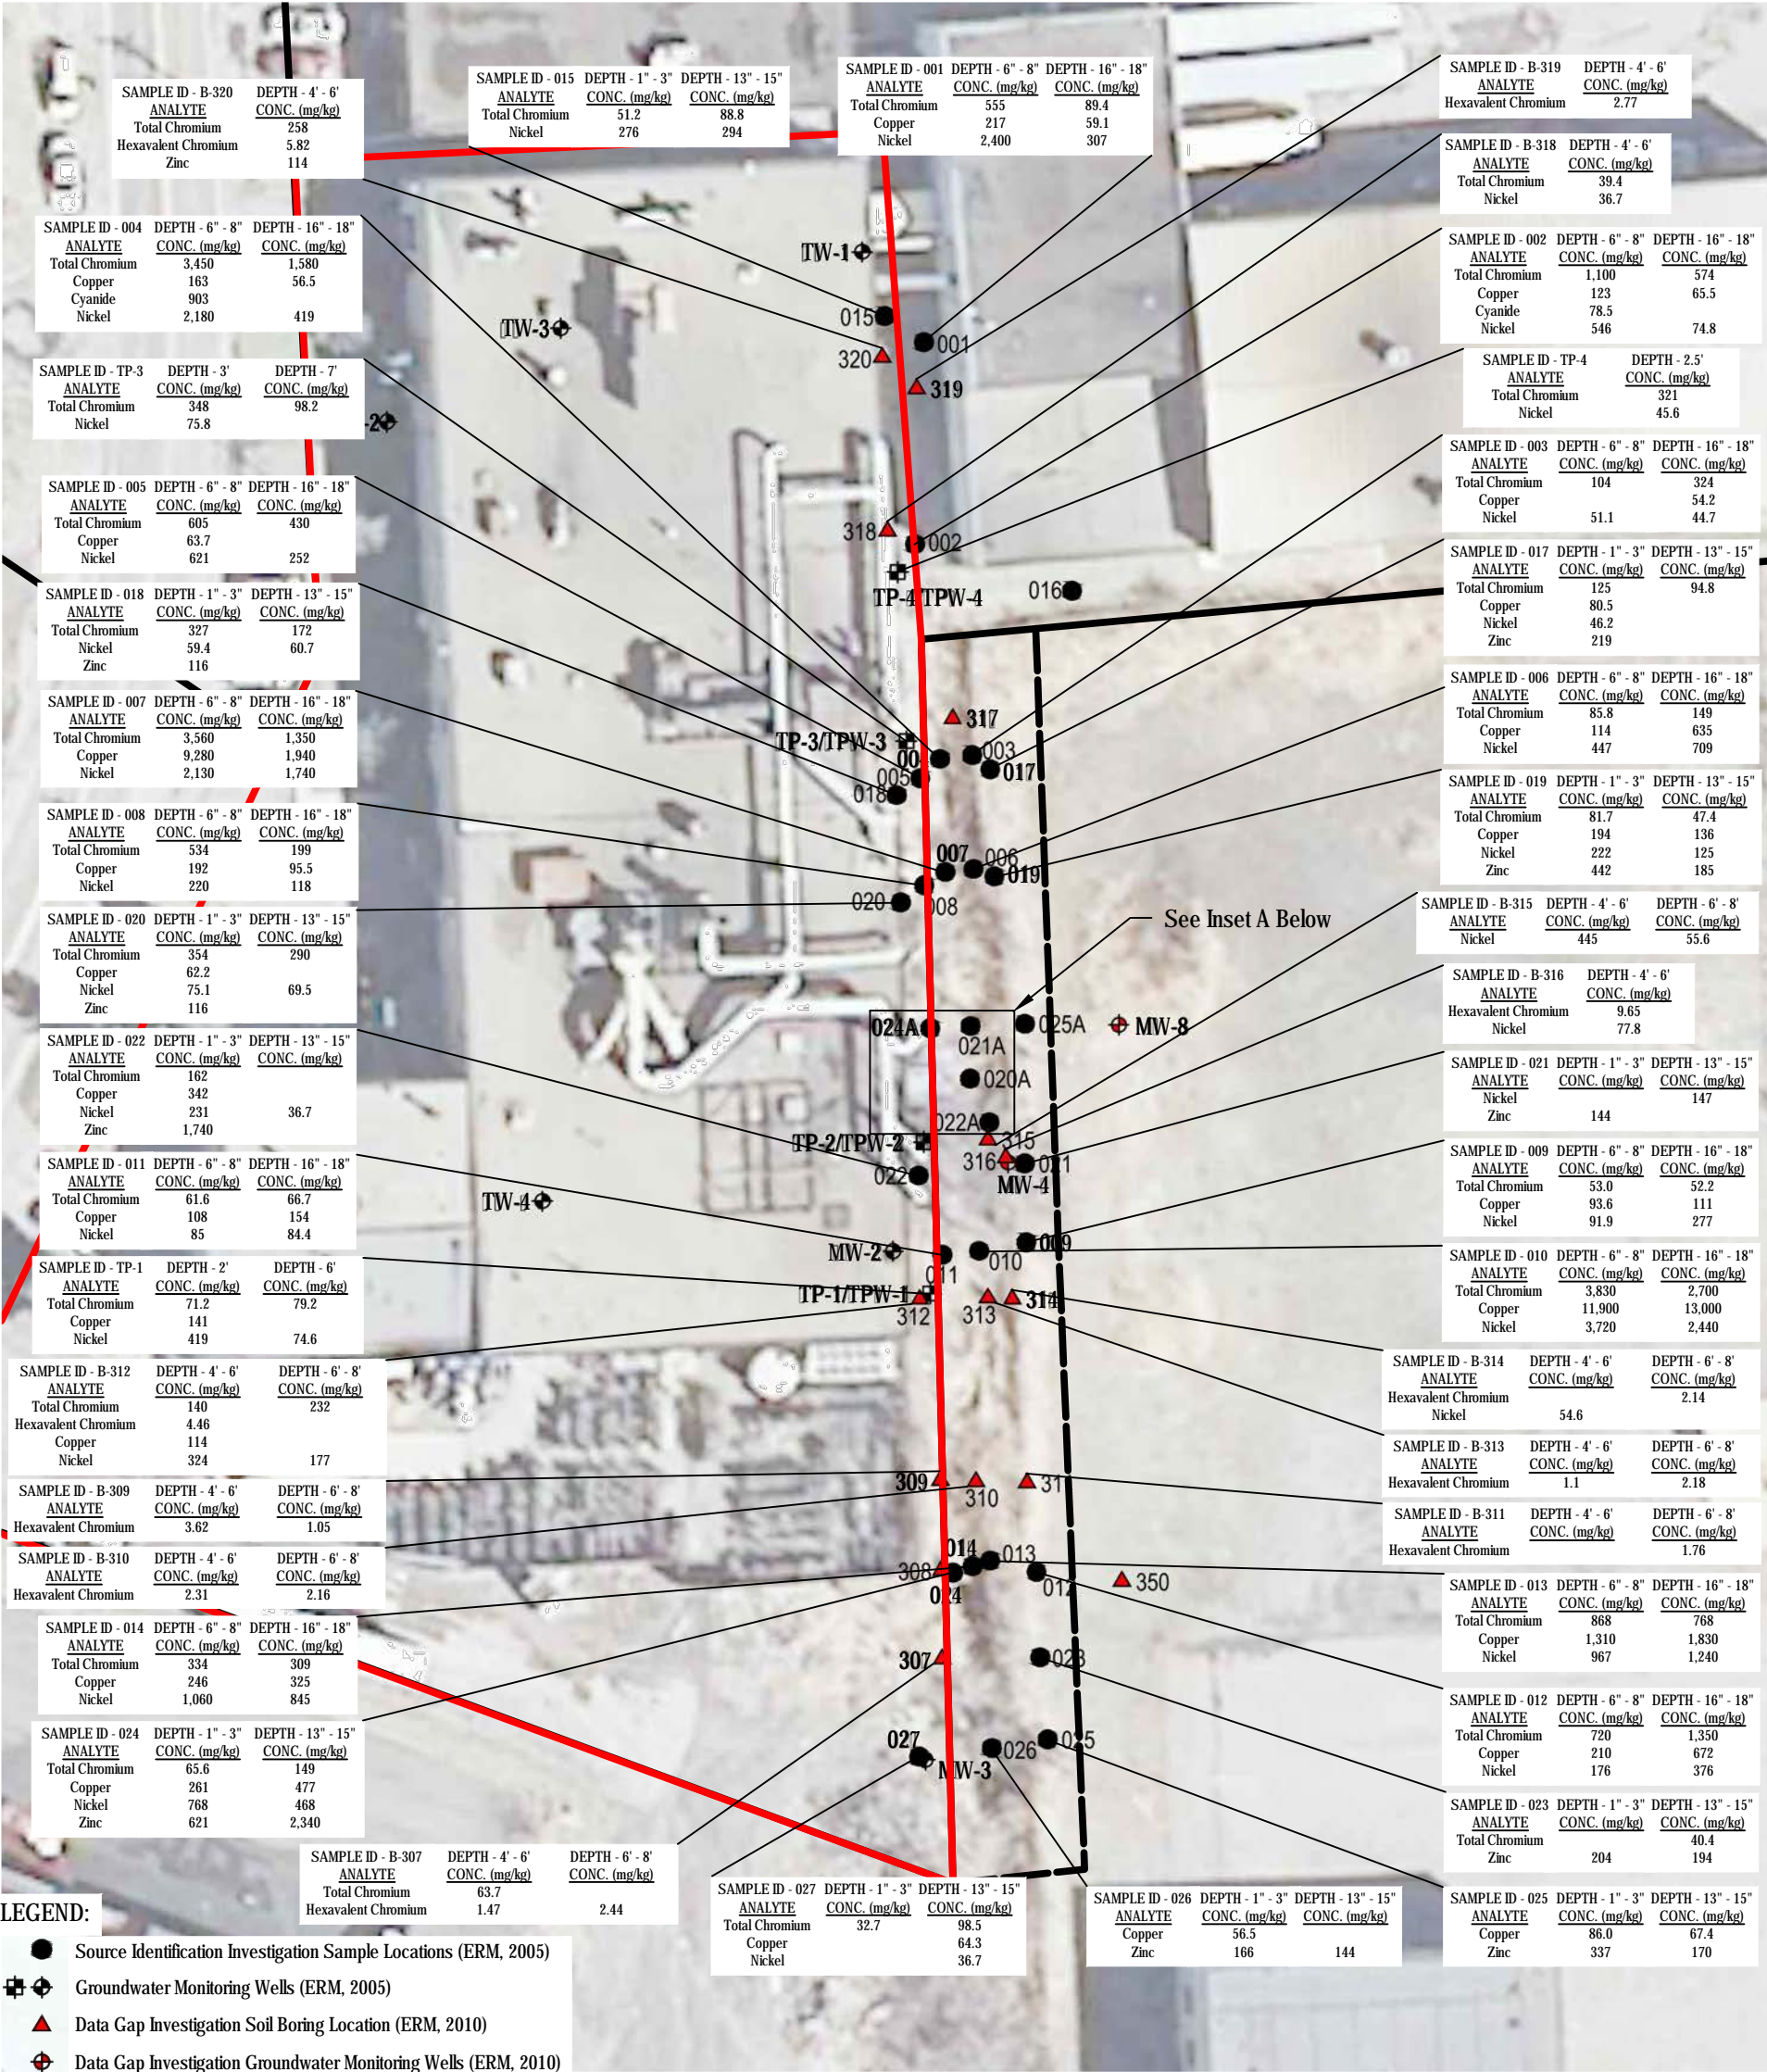 SAMPLE ID - B-320 DEPTH - 4' - 6'
ANALYTE CONC. (mg/kg)
Total Chromium 258
Hexavalent Chromium 5.82
Zinc 114
SAMPLE ID - 015 DEPTH - 1" - 3" DEPTH - 13" - 15"
ANALYTE CONC. (mg/kg) CONC. (mg/kg)
Total Chromium 51.2 88.8
Nickel 276 294
SAMPLE ID - 001 DEPTH - 6" - 8" DEPTH - 16" - 18"
ANALYTE CONC. (mg/kg) CONC. (mg/kg)
Total Chromium 555 89.4
Copper 217 59.1
Nickel 2,400 307
SAMPLE ID - B-319 DEPTH - 4' - 6'
ANALYTE CONC. (mg/kg)
Hexavalent Chromium 2.77
SAMPLE ID - B-318 DEPTH - 4' - 6'
ANALYTE CONC. (mg/kg)
Total Chromium 39.4
Nickel 36.7
SAMPLE ID - 004 DEPTH - 6" - 8" DEPTH - 16" - 18"
ANALYTE CONC. (mg/kg) CONC. (mg/kg)
Total Chromium 3,450 1,580
Copper 163 56.5
Cyanide 903
Nickel 2,180 419
SAMPLE ID - 002 DEPTH - 6" - 8" DEPTH - 16" - 18"
ANALYTE CONC. (mg/kg) CONC. (mg/kg)
Total Chromium 1,100 574
Copper 123 65.5
Cyanide 78.5
Nickel 546 74.8
SAMPLE ID - TP-3 DEPTH - 3' DEPTH - 7'
ANALYTE CONC. (mg/kg) CONC. (mg/kg)
Total Chromium 348 98.2
Nickel 75.8
SAMPLE ID - TP-4 DEPTH - 2.5'
ANALYTE CONC. (mg/kg)
Total Chromium 321
Nickel 45.6
SAMPLE ID - 005 DEPTH - 6" - 8" DEPTH - 16" - 18"
ANALYTE CONC. (mg/kg) CONC. (mg/kg)
Total Chromium 605 430
Copper 63.7
Nickel 621 252
SAMPLE ID - 003 DEPTH - 6" - 8" DEPTH - 16" - 18"
ANALYTE CONC. (mg/kg) CONC. (mg/kg)
Total Chromium 104 324
Copper 54.2
Nickel 51.1 44.7
SAMPLE ID - 018 DEPTH - 1" - 3" DEPTH - 13" - 15"
ANALYTE CONC. (mg/kg) CONC. (mg/kg)
Total Chromium 327 172
Nickel 59.4 60.7
Zinc 116
SAMPLE ID - 017 DEPTH - 1" - 3" DEPTH - 13" - 15"
ANALYTE CONC. (mg/kg) CONC. (mg/kg)
Total Chromium 125 94.8
Copper 80.5
Nickel 46.2
Zinc 219
SAMPLE ID - 007 DEPTH - 6" - 8" DEPTH - 16" - 18"
ANALYTE CONC. (mg/kg) CONC. (mg/kg)
Total Chromium 3,560 1,350
Copper 9,280 1,940
Nickel 2,130 1,740
SAMPLE ID - 006 DEPTH - 6" - 8" DEPTH - 16" - 18"
ANALYTE CONC. (mg/kg) CONC. (mg/kg)
Total Chromium 85.8 149
Copper 114 635
Nickel 447 709
SAMPLE ID - 008 DEPTH - 6" - 8" DEPTH - 16" - 18"
ANALYTE CONC. (mg/kg) CONC. (mg/kg)
Total Chromium 534 199
Copper 192 95.5
Nickel 220 118
SAMPLE ID - 019 DEPTH - 1" - 3" DEPTH - 13" - 15"
ANALYTE CONC. (mg/kg) CONC. (mg/kg)
Total Chromium 81.7 47.4
Copper 194 136
Nickel 222 125
Zinc 442 185
SAMPLE ID - 020 DEPTH - 1" - 3" DEPTH - 13" - 15"
ANALYTE CONC. (mg/kg) CONC. (mg/kg)
Total Chromium 354 290
Copper 62.2
Nickel 75.1 69.5
Zinc 116
SAMPLE ID - B-315 DEPTH - 4' - 6' DEPTH - 6' - 8'
ANALYTE CONC. (mg/kg) CONC. (mg/kg)
Nickel 445 55.6
SAMPLE ID - B-316 DEPTH - 4' - 6'
ANALYTE CONC. (mg/kg)
Hexavalent Chromium 9.65
Nickel 77.8
SAMPLE ID - 022 DEPTH - 1" - 3" DEPTH - 13" - 15"
ANALYTE CONC. (mg/kg) CONC. (mg/kg)
Total Chromium 162
Copper 342
Nickel 231 36.7
Zinc 1,740
SAMPLE ID - 021 DEPTH - 1" - 3" DEPTH - 13" - 15"
ANALYTE CONC. (mg/kg) CONC. (mg/kg)
Nickel 147
Zinc 144
SAMPLE ID - 011 DEPTH - 6" - 8" DEPTH - 16" - 18"
ANALYTE CONC. (mg/kg) CONC. (mg/kg)
Total Chromium 61.6 66.7
Copper 108 154
Nickel 85 84.4
SAMPLE ID - 009 DEPTH - 6" - 8" DEPTH - 16" - 18"
ANALYTE CONC. (mg/kg) CONC. (mg/kg)
Total Chromium 53.0 52.2
Copper 93.6 111
Nickel 91.9 277
SAMPLE ID - TP-1 DEPTH - 2' DEPTH - 6'
ANALYTE CONC. (mg/kg) CONC. (mg/kg)
Total Chromium 71.2 79.2
Copper 141
Nickel 419 74.6
SAMPLE ID - 010 DEPTH - 6" - 8" DEPTH - 16" - 18"
ANALYTE CONC. (mg/kg) CONC. (mg/kg)
Total Chromium 3,830 2,700
Copper 11,900 13,000
Nickel 3,720 2,440
SAMPLE ID - B-312 DEPTH - 4' - 6' DEPTH - 6' - 8'
ANALYTE CONC. (mg/kg) CONC. (mg/kg)
Total Chromium 140 232
Hexavalent Chromium 4.46
Copper 114
Nickel 324 177
SAMPLE ID - B-314 DEPTH - 4' - 6' DEPTH - 6' - 8'
ANALYTE CONC. (mg/kg) CONC. (mg/kg)
Hexavalent Chromium 2.14
Nickel 54.6
SAMPLE ID - B-313 DEPTH - 4' - 6' DEPTH - 6' - 8'
ANALYTE CONC. (mg/kg) CONC. (mg/kg)
Hexavalent Chromium 1.1 2.18
SAMPLE ID - B-309 DEPTH - 4' - 6' DEPTH - 6' - 8'
ANALYTE CONC. (mg/kg) CONC. (mg/kg)
Hexavalent Chromium 3.62 1.05
SAMPLE ID - B-311 DEPTH - 4' - 6' DEPTH - 6' - 8'
ANALYTE CONC. (mg/kg) CONC. (mg/kg)
Hexavalent Chromium 1.76
SAMPLE ID - B-310 DEPTH - 4' - 6' DEPTH - 6' - 8'
ANALYTE CONC. (mg/kg) CONC. (mg/kg)
Hexavalent Chromium 2.31 2.16
SAMPLE ID - 013 DEPTH - 6" - 8" DEPTH - 16" - 18"
ANALYTE CONC. (mg/kg) CONC. (mg/kg)
Total Chromium 868 768
Copper 1,310 1,830
Nickel 967 1,240
SAMPLE ID - 014 DEPTH - 6" - 8" DEPTH - 16" - 18"
ANALYTE CONC. (mg/kg) CONC. (mg/kg)
Total Chromium 334 309
Copper 246 325
Nickel 1,060 845
SAMPLE ID - 012 DEPTH - 6" - 8" DEPTH - 16" - 18"
ANALYTE CONC. (mg/kg) CONC. (mg/kg)
Total Chromium 720 1,350
Copper 210 672
Nickel 176 376
SAMPLE ID - 024 DEPTH - 1" - 3" DEPTH - 13" - 15"
ANALYTE CONC. (mg/kg) CONC. (mg/kg)
Total Chromium 65.6 149
Copper 261 477
Nickel 768 468
Zinc 621 2,340
SAMPLE ID - 023 DEPTH - 1" - 3" DEPTH - 13" - 15"
ANALYTE CONC. (mg/kg) CONC. (mg/kg)
Total Chromium 40.4
Zinc 204 194
SAMPLE ID - B-307 DEPTH - 4' - 6' DEPTH - 6' - 8'
ANALYTE CONC. (mg/kg) CONC. (mg/kg)
Total Chromium 63.7
Hexavalent Chromium 1.47 2.44
SAMPLE ID - 027 DEPTH - 1" - 3" DEPTH - 13" - 15"
ANALYTE CONC. (mg/kg) CONC. (mg/kg)
Total Chromium 32.7 98.5
Copper 64.3
Nickel 36.7
SAMPLE ID - 026 DEPTH - 1" - 3" DEPTH - 13" - 15"
ANALYTE CONC. (mg/kg) CONC. (mg/kg)
Copper 56.5
Zinc 166 144
SAMPLE ID - 025 DEPTH - 1" - 3" DEPTH - 13" - 15"
ANALYTE CONC. (mg/kg) CONC. (mg/kg)
Copper 86.0 67.4
Zinc 337 170
TW-1
015
TW-3
001
320
319
-2
318
002
TP-4/TPW-4
016
317
TP-3/TPW-3
003
017
005
018
007
006
019
020
008
See Inset A Below
024A
021A
025A
MW-8
020A
022A
TP-2/TPW-2
315
316
021
022
MW-4
TW-4
MW-2
009
010
011
TP-1/TPW-1
312
313
314
309
310
31
014
013
308
024
012
350
307
023
027
026
025
MW-3
LEGEND:
Source Identification Investigation Sample Locations (ERM, 2005)
Groundwater Monitoring Wells (ERM, 2005)
Data Gap Investigation Soil Boring Location (ERM, 2010)
Data Gap Investigation Groundwater Monitoring Wells (ERM, 2010)